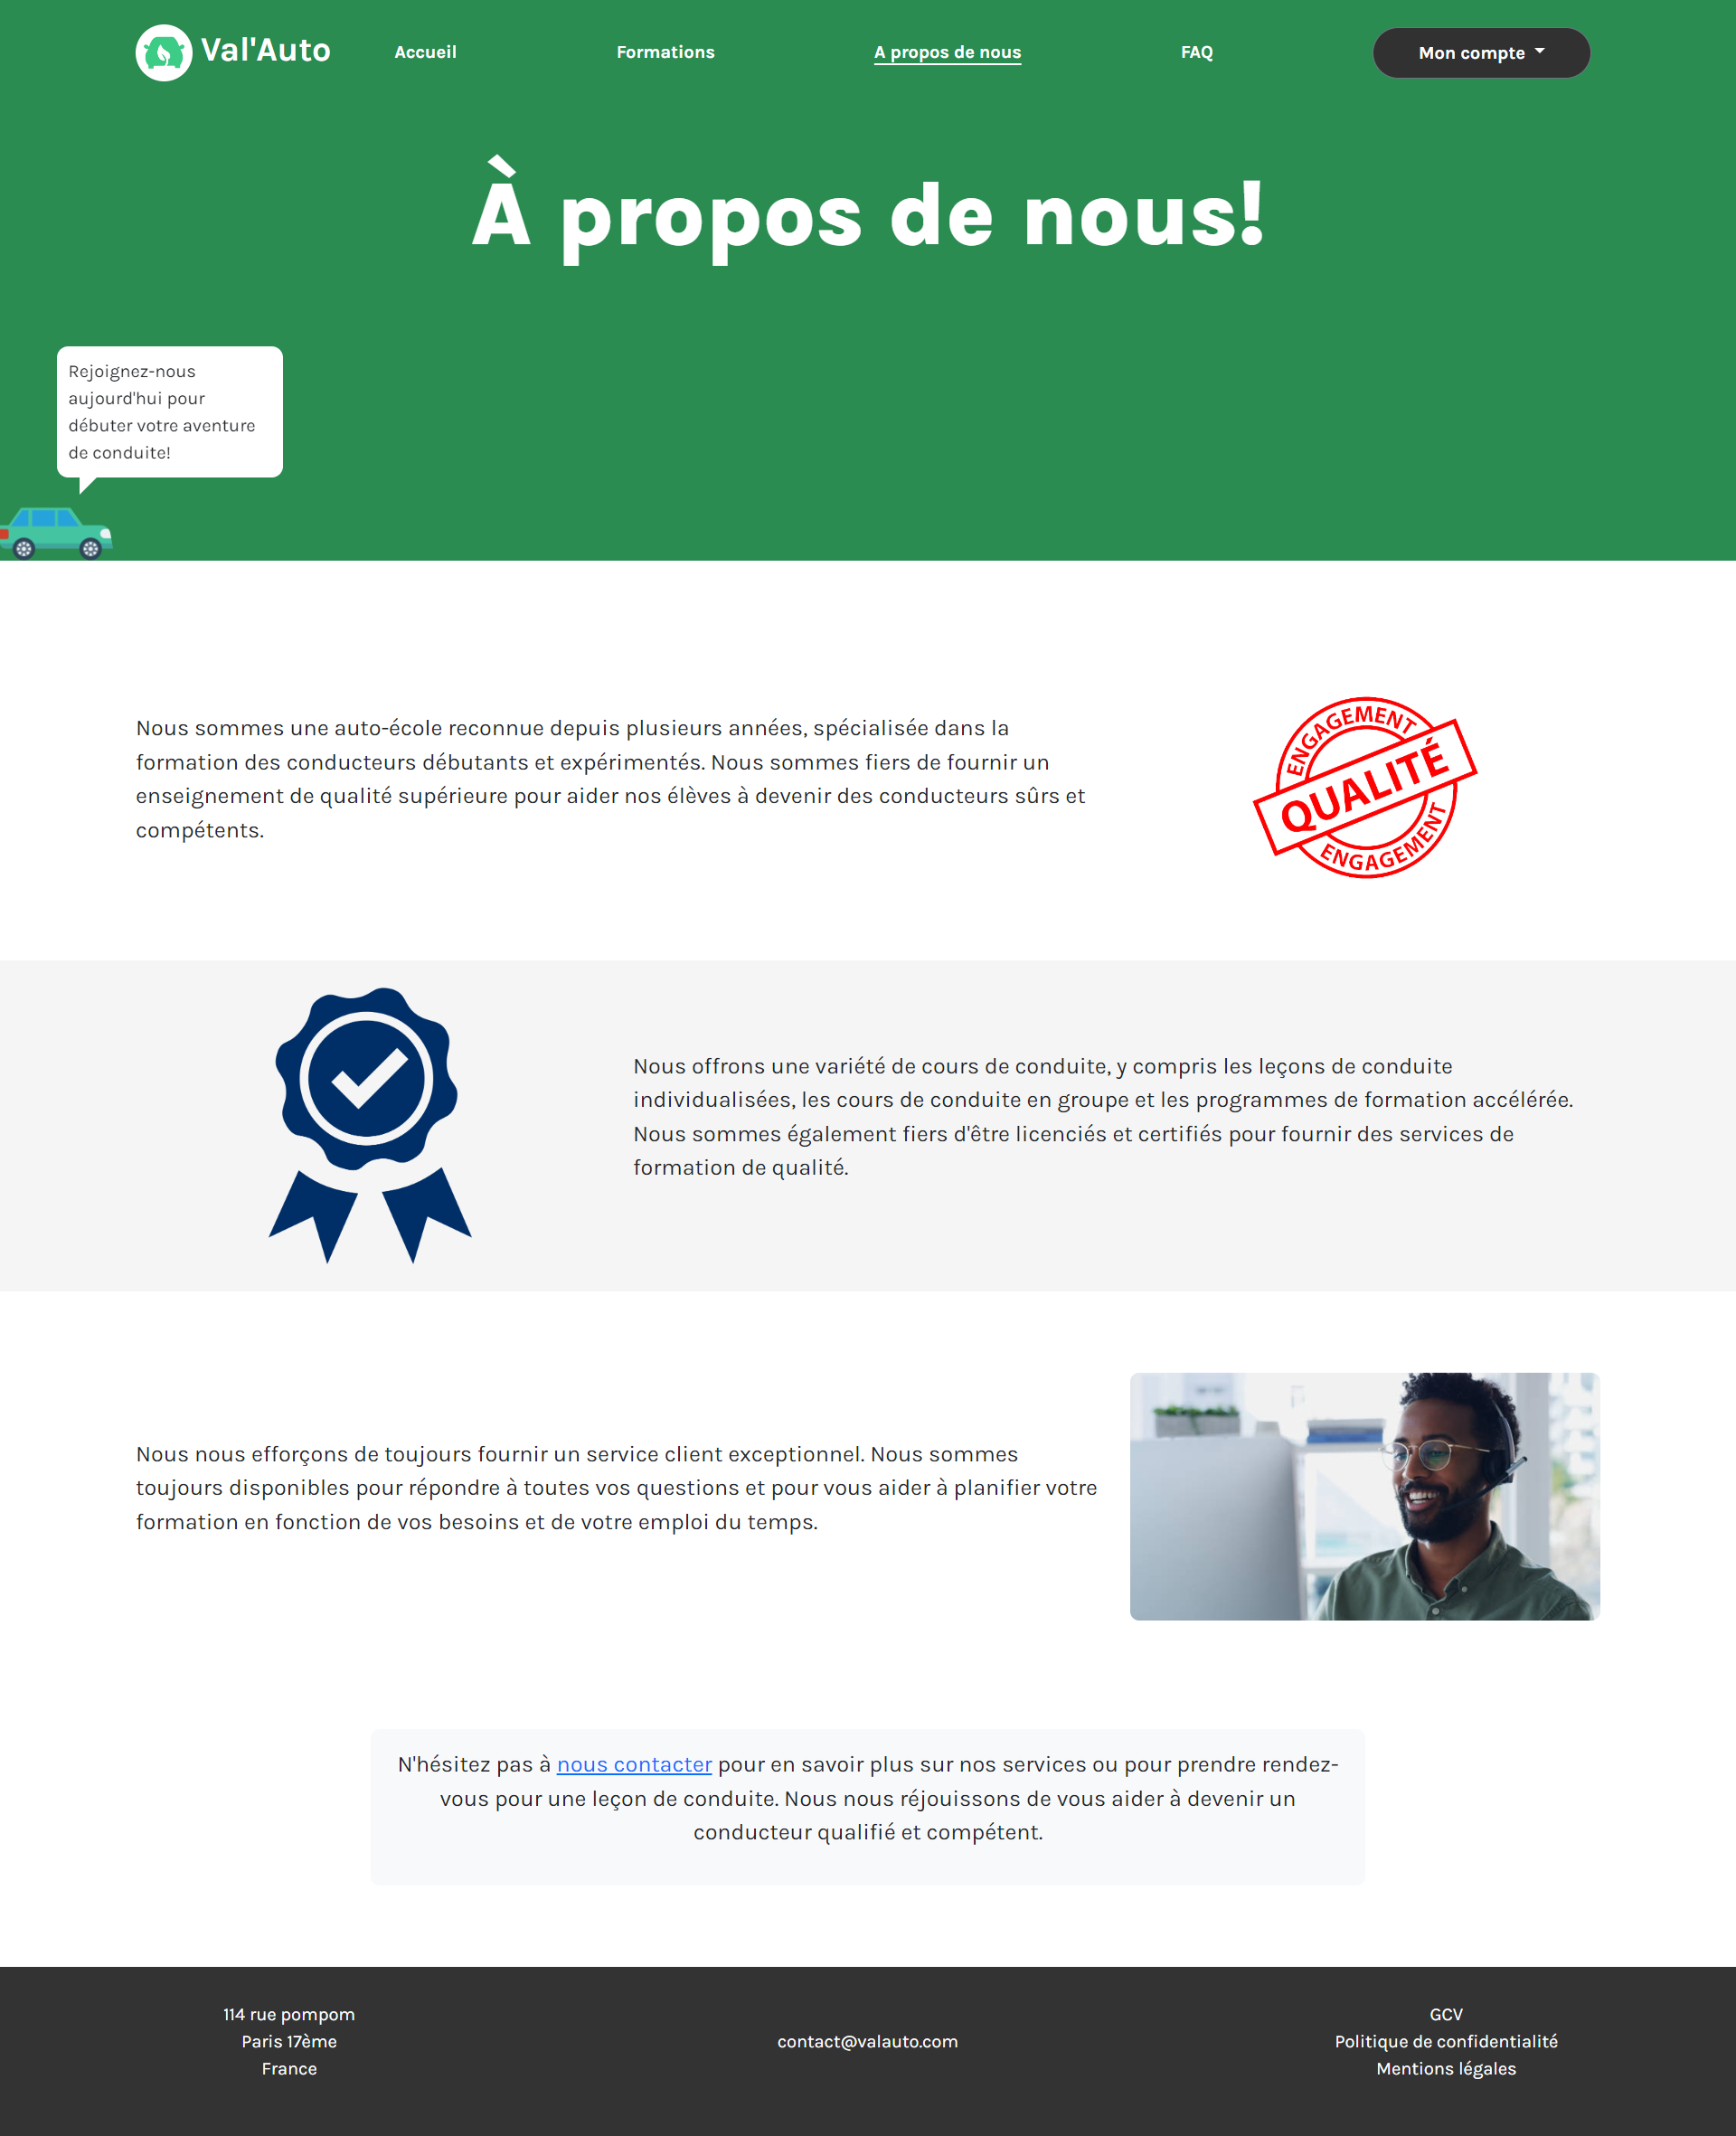 Val'Auto
Accueil
Formations
A propos de nous
FAQ
Mon compte
À propos de nous!
Rejoignez-nous
aujourd'hui pour
débuter votre aventure
de conduite!
Nous sommes une auto-école reconnue depuis plusieurs années, spécialisée dans la
formation des conducteurs débutants et expérimentés. Nous sommes fiers de fournir un
enseignement de qualité supérieure pour aider nos élèves à devenir des conducteurs sûrs et
compétents.
ENGAGEMENT
QUALITÉ
ENGAGEMENT
Nous offrons une variété de cours de conduite, y compris les leçons de conduite
individualisées, les cours de conduite en groupe et les programmes de formation accélérée.
Nous sommes également fiers d'être licenciés et certifiés pour fournir des services de
formation de qualité.
Nous nous efforçons de toujours fournir un service client exceptionnel. Nous sommes
toujours disponibles pour répondre à toutes vos questions et pour vous aider à planifier votre
formation en fonction de vos besoins et de votre emploi du temps.
N'hésitez pas à nous contacter pour en savoir plus sur nos services ou pour prendre rendez-
vous pour une leçon de conduite. Nous nous réjouissons de vous aider à devenir un
conducteur qualifié et compétent.
114 rue pompom
Paris 17ème
France
contact@valauto.com
GCV
Politique de confidentialité
Mentions légales